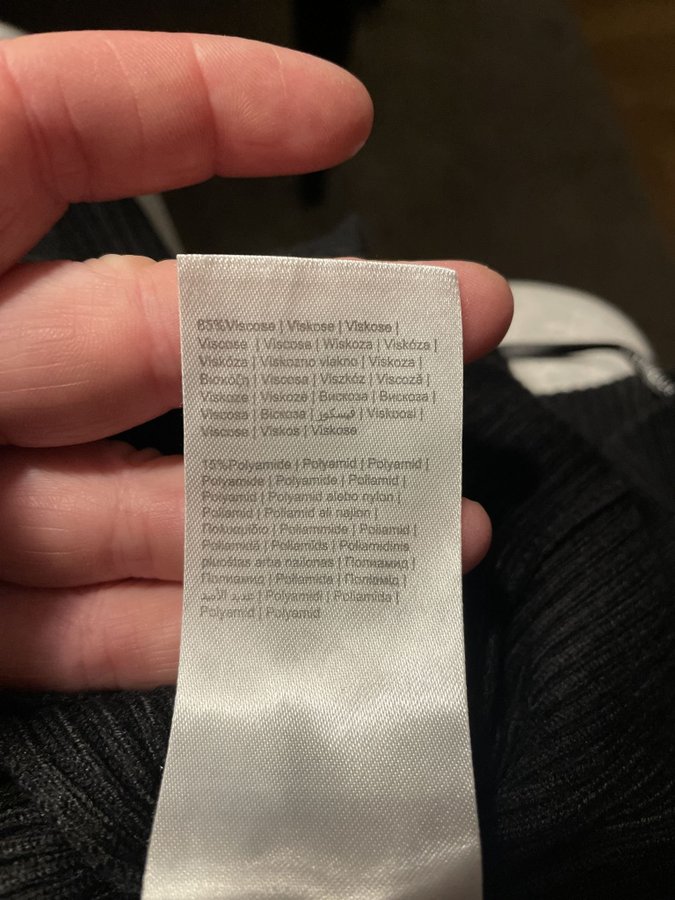 85%Viscose | Viskose | Viskose |
Viscose | Viscosa | Wiskoza | Viskóza |
Viskóza | Viskozno vlakno | Viskoza |
Βισκόζη | Viscosa | Viszkóz | Viscoză |
Viskoze | Viskozė | Вискоза | Вискоза |
Viscosa | Віскоза | فيسكوز | Viskoosi |
Viscose | Viskos | Viskose
15%Polyamide | Polyamid | Polyamid |
Polyamide | Polyamide | Poliamid |
Polyamid | Polyamid alebo nylon |
Poliamid | Poliamid ali najlon |
Πολυαμίδιο | Poliammide | Poliamid |
Poliamidă | Poliamīds | Poliamidinis
pluoštas arba nailonas | Полиамид |
Полиамид | Poliamida | Поліамід |
عديد الأميد | Polyamidi | Poliamida |
Polyamid | Polyamid